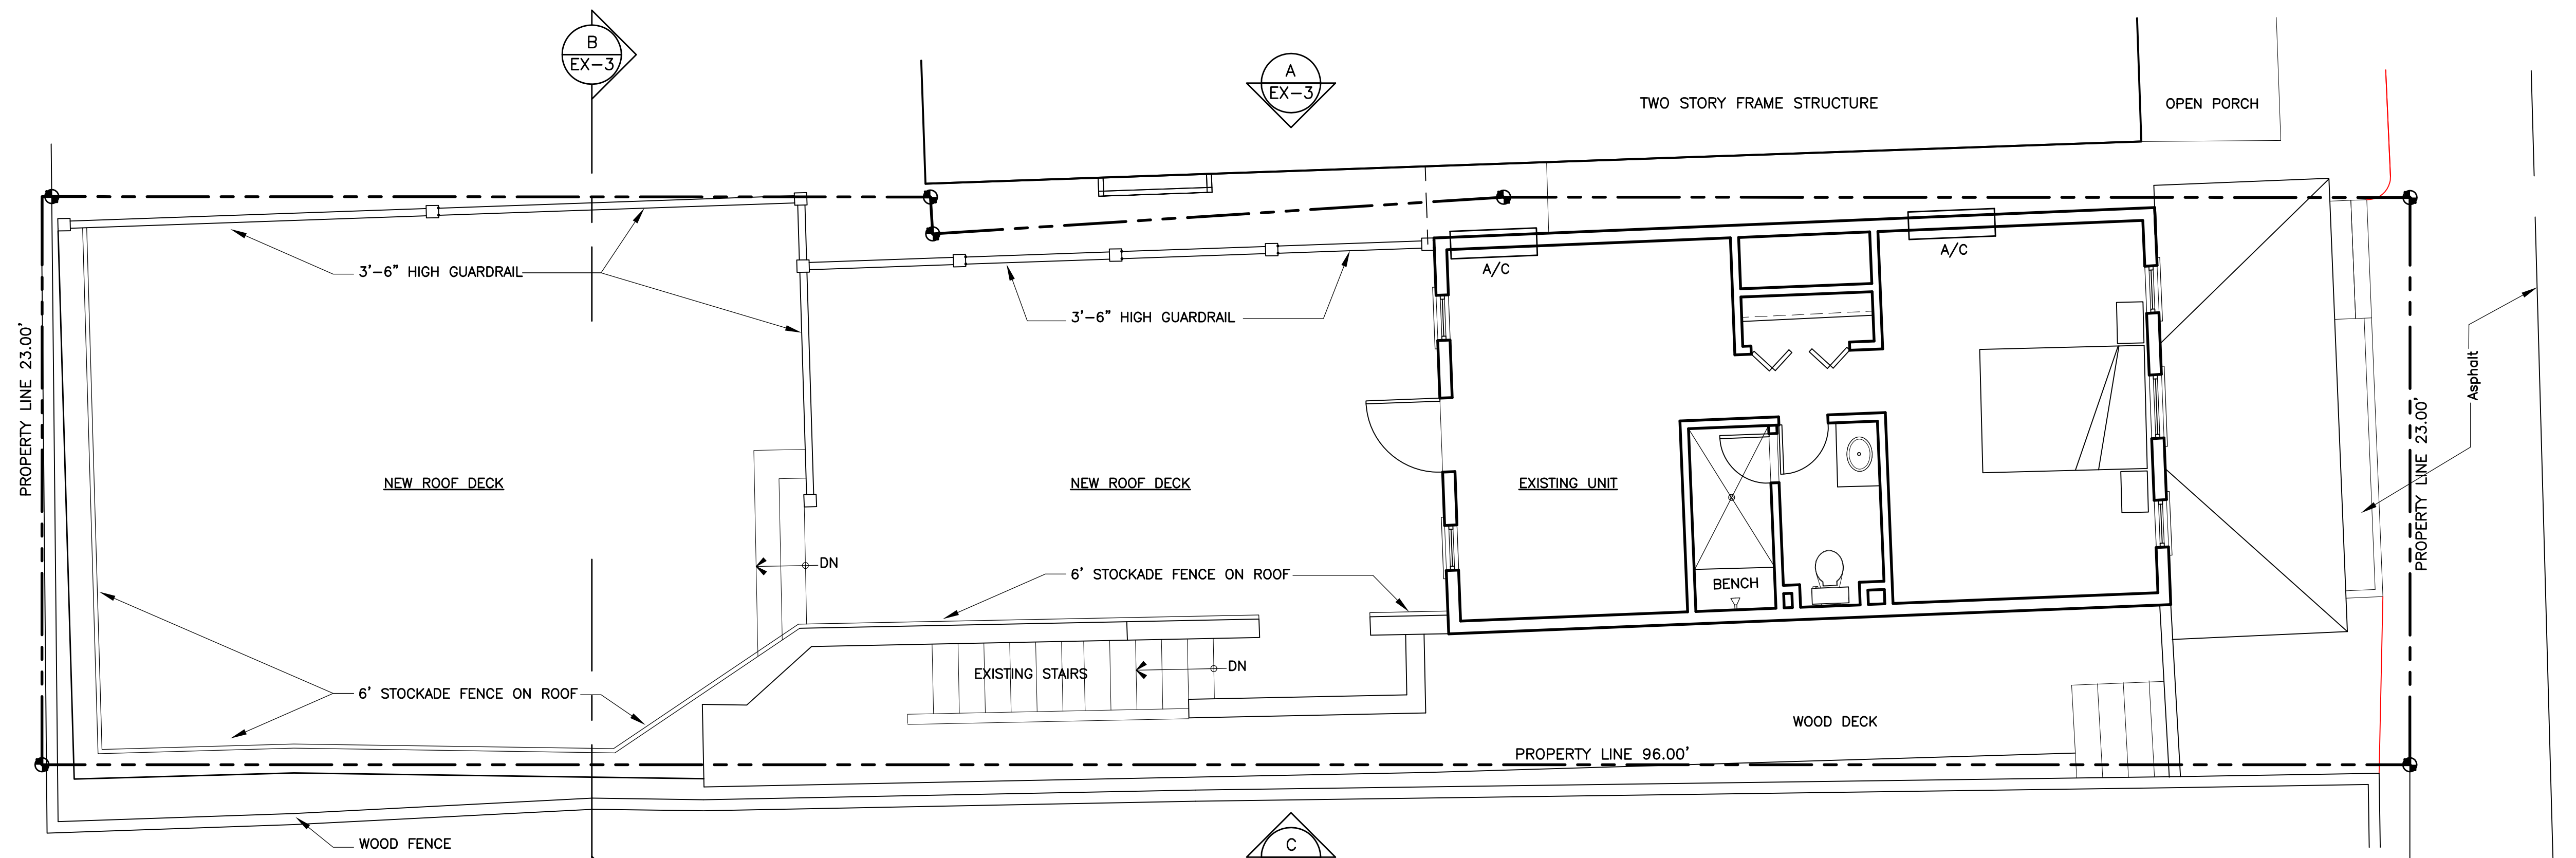 B
EX-3
A
EX-3
TWO STORY FRAME STRUCTURE
OPEN PORCH
A/C
A/C
3'-6" HIGH GUARDRAIL
3'-6" HIGH GUARDRAIL
PROPERTY LINE 23.00'
Asphalt
PROPERTY LINE 23.00'
NEW ROOF DECK
NEW ROOF DECK
EXISTING UNIT
DN
6' STOCKADE FENCE ON ROOF
BENCH
EXISTING STAIRS
DN
6' STOCKADE FENCE ON ROOF
WOOD DECK
PROPERTY LINE 96.00'
WOOD FENCE
C